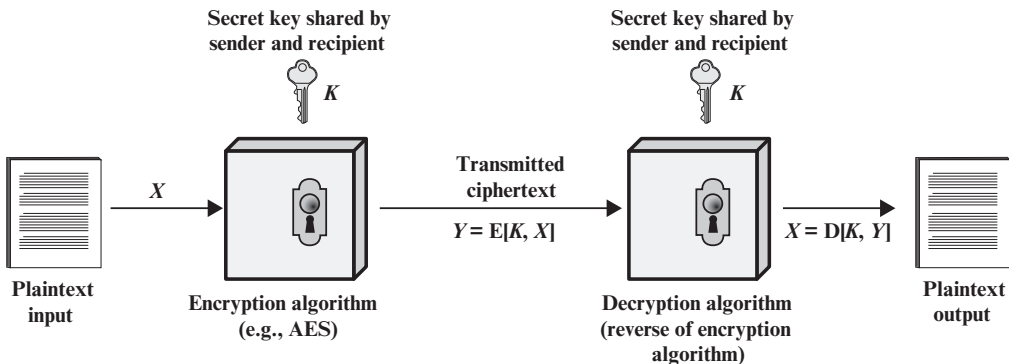 Secret key shared by
sender and recipient
K
Secret key shared by
sender and recipient
K
X
Transmitted
ciphertext
Y = E[K, X]
X = D[K, Y]
Plaintext
input
Encryption algorithm
(e.g., AES)
Decryption algorithm
(reverse of encryption
algorithm)
Plaintext
output